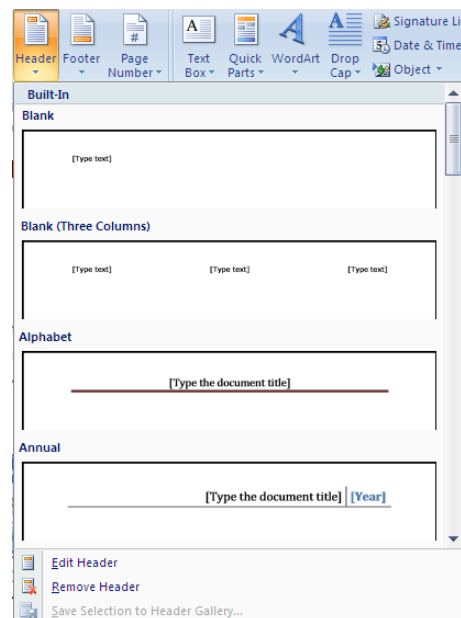 Header Footer Page Number Text Box Quick Parts WordArt Drop Cap
Signature Li
Date & Time
Object
Built-In
Blank
[Type text]
Blank (Three Columns)
[Type text] [Type text] [Type text]
Alphabet
[Type the document title]
Annual
[Type the document title] [Year]
Edit Header
Remove Header
Save Selection to Header Gallery...